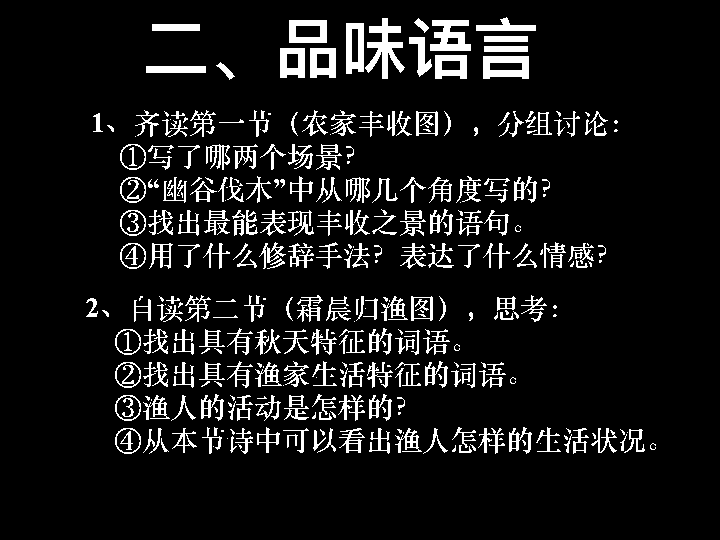 二、品味语言
1、齐读第一节（农家丰收图），分组讨论：
①写了哪两个场景？
②“幽谷伐木”中从哪几个角度写的？
③找出最能表现丰收之景的语句。
④用了什么修辞手法？表达了什么情感？
2、自读第二节（霜晨归渔图），思考：
①找出具有秋天特征的词语。
②找出具有渔家生活特征的词语。
③渔人的活动是怎样的？
④从本节诗中可以看出渔人怎样的生活状况。